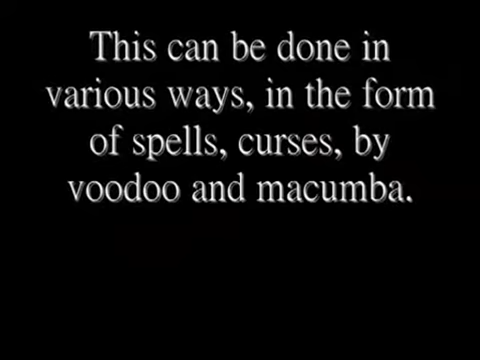 This can be done in
various ways, in the form
of spells, curses, by
voodoo and macumba.